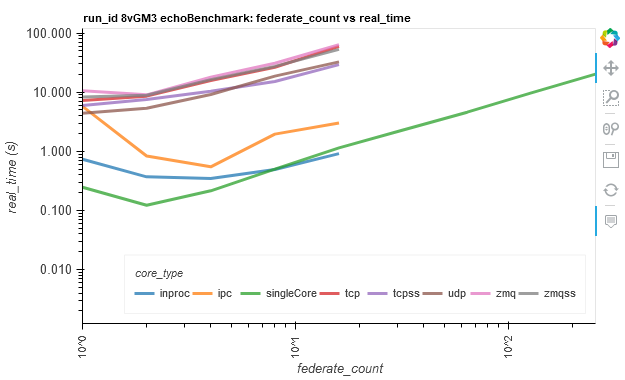 run_id 8vGM3 echoBenchmark: federate_count vs real_time
100.000
10.000
1.000
0.100
0.010
real_time (s)
core_type
inproc ipc singleCore tcp tcpss udp zmq zmqss
10^0 10^1 10^2
federate_count